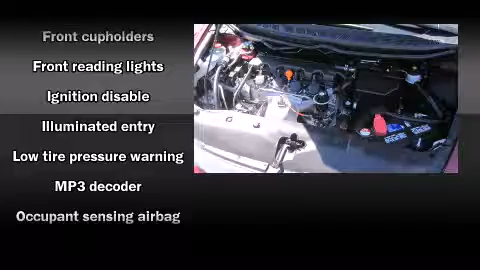 Front cupholders
Front reading lights
Ignition disable
Illuminated entry
Low tire pressure warning
MP3 decoder
Occupant sensing airbag